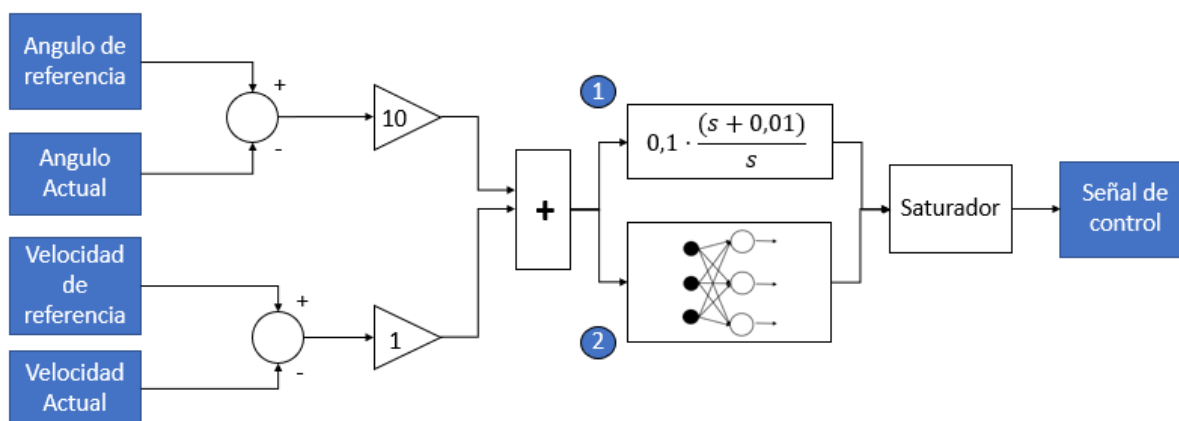 Angulo de
referencia
+
-
10
Angulo
Actual
Velocidad
de
referencia
+
-
1
Velocidad
Actual
+
1
0,1 · (s + 0,01)
s
2
Saturador
Señal de
control